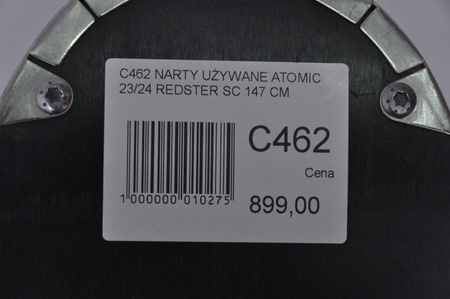 C462 NARTY UŻYWANE ATOMIC
23/24 REDSTER SC 147 CM
C462
Cena
1 000000 010275
899,00